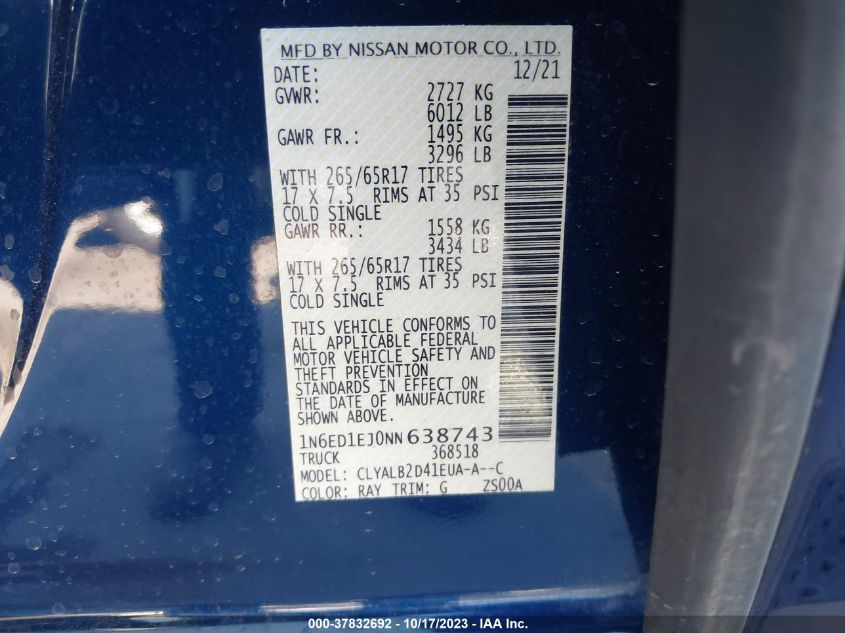 MFD BY NISSAN MOTOR CO., LTD.
DATE: 12/21
GVWR: 2727 KG
6012 LB
GAWR FR.: 1495 KG
3296 LB
WITH 265/65R17 TIRES
17 X 7.5 RIMS AT 35 PSI
COLD SINGLE
GAWR RR.: 1558 KG
3434 LB
WITH 265/65R17 TIRES
17 X 7.5 RIMS AT 35 PSI
COLD SINGLE
THIS VEHICLE CONFORMS TO
ALL APPLICABLE FEDERAL
MOTOR VEHICLE SAFETY AND
THEFT PREVENTION
STANDARDS IN EFFECT ON
THE DATE OF MANUFACTURE
SHOWN ABOVE.
1N6ED1EJ0NN638743
TRUCK 368518
MODEL: CLYALB2D41EUA-A--C
COLOR: RAY TRIM: G ZS00A
000-37832692 - 10/17/2023 - IAA Inc.